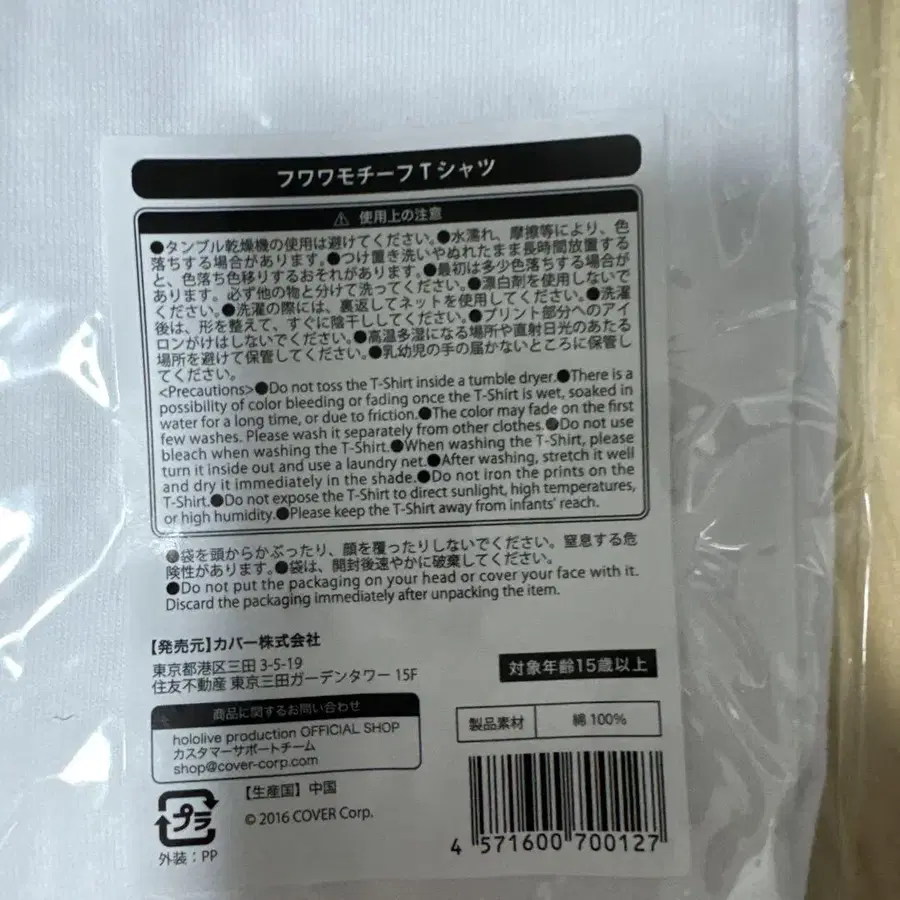 フワワモチーフTシャツ
⚠ 使用上の注意
●タンブル乾燥機の使用は避けてください。●水濡れ、摩擦等により、色
落ちする場合があります。●つけ置き洗いやぬれたまま長時間放置する
と、色落ち色移りするおそれがあります。●最初は多少色落ちする場合が
あります。必ず他の物と分けて洗ってください。●漂白剤を使用しないで
ください。●洗濯の際には、裏返してネットを使用してください。●洗濯
後は、形を整えて、すぐに陰干ししてください。●プリント部分へのアイ
ロンがけはしないでください。●高温多湿になる場所や直射日光のあたる
場所を避けて保管してください。●乳幼児の手の届かないところに保管し
てください。
<Precautions>●Do not toss the T-Shirt inside a tumble dryer.●There is a
possibility of color bleeding or fading once the T-Shirt is wet, soaked in
water for a long time, or due to friction.●The color may fade on the first
few washes. Please wash it separately from other clothes.●Do not use
bleach when washing the T-Shirt.●When washing the T-Shirt, please
turn it inside out and use a laundry net.●After washing, stretch it well
and dry it immediately in the shade.●Do not iron the prints on the
T-Shirt.●Do not expose the T-Shirt to direct sunlight, high temperatures,
or high humidity.●Please keep the T-Shirt away from infants' reach.
●袋を頭からかぶったり、顔を覆ったりしないでください。窒息する危
険性があります。●袋は、開封後速やかに破棄してください。
●Do not put the packaging on your head or cover your face with it.
Discard the packaging immediately after unpacking the item.
【発売元】カバー株式会社
東京都港区三田 3-5-19
住友不動産 東京三田ガーデンタワー 15F
対象年齢15歳以上
商品に関するお問い合わせ
hololive production OFFICIAL SHOP
カスタマーサポートチーム
shop@cover-corp.com
製品素材 綿 100%
【生産国】中国
© 2016 COVER Corp.
プラ
外装：PP
4 571600 700127